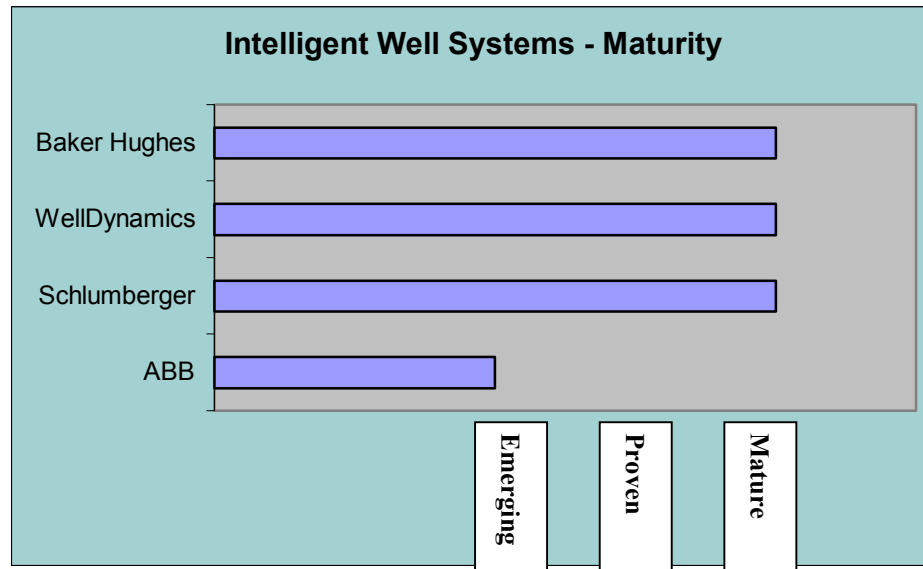 Intelligent Well Systems - Maturity
Baker Hughes
WellDynamics
Schlumberger
ABB
Emerging
Proven
Mature